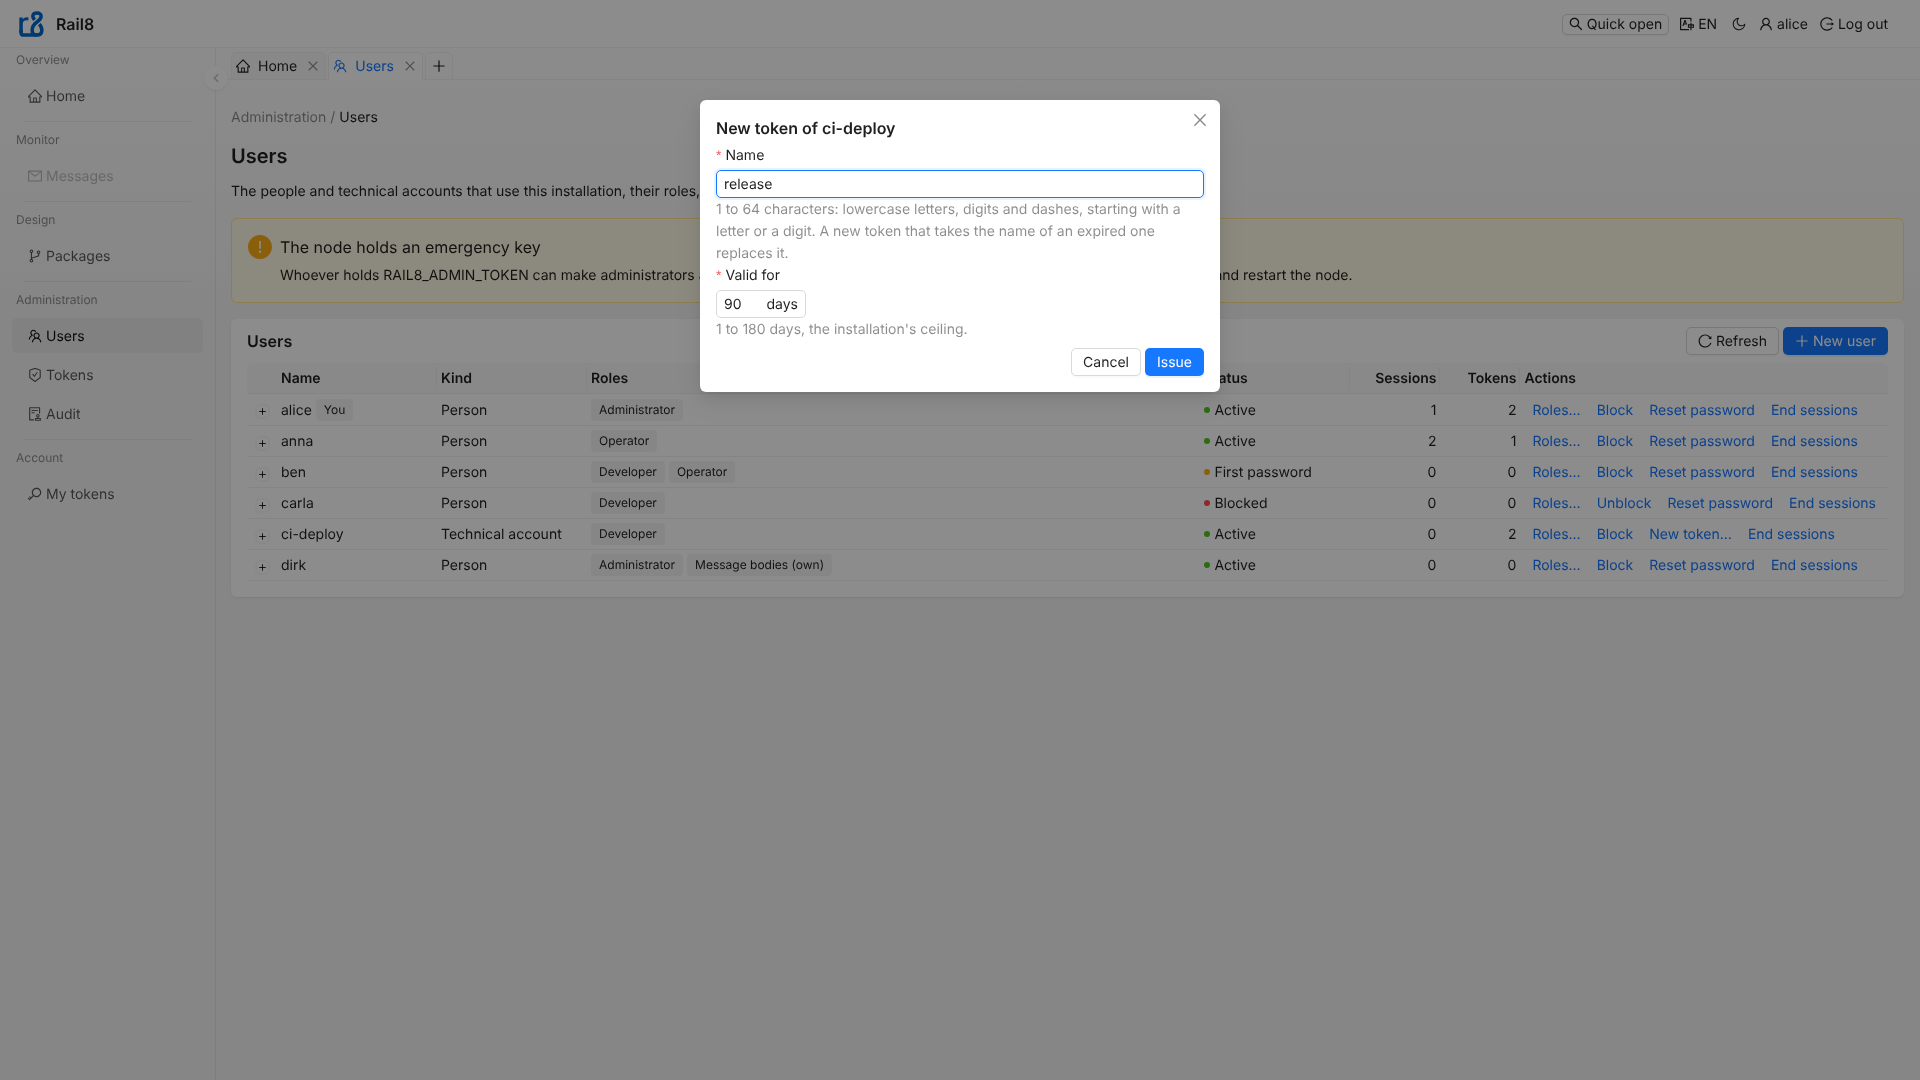 Rail8
Quick open
EN
alice
Log out
Overview
Home
Monitor
Messages
Design
Packages
Administration
Users
Tokens
Audit
Account
My tokens
Home
Users
Administration / Users
Users
The people and technical accounts that use this installation, their roles,
The node holds an emergency key
Whoever holds RAIL8_ADMIN_TOKEN can make administrators
and restart the node.
Users
Refresh
New user
Name Kind Roles Sessions Tokens Actions
alice You Person Administrator Active 1 2 Roles... Block Reset password End sessions
anna Person Operator Active 2 1 Roles... Block Reset password End sessions
ben Person Developer Operator First password 0 0 Roles... Block Reset password End sessions
carla Person Developer Blocked 0 0 Roles... Unblock Reset password End sessions
ci-deploy Technical account Developer Active 0 2 Roles... Block New token... End sessions
dirk Person Administrator Message bodies (own) Active 0 0 Roles... Block Reset password End sessions
New token of ci-deploy
* Name
release
1 to 64 characters: lowercase letters, digits and dashes, starting with a
letter or a digit. A new token that takes the name of an expired one
replaces it.
* Valid for
90 days
1 to 180 days, the installation's ceiling.
Cancel
Issue